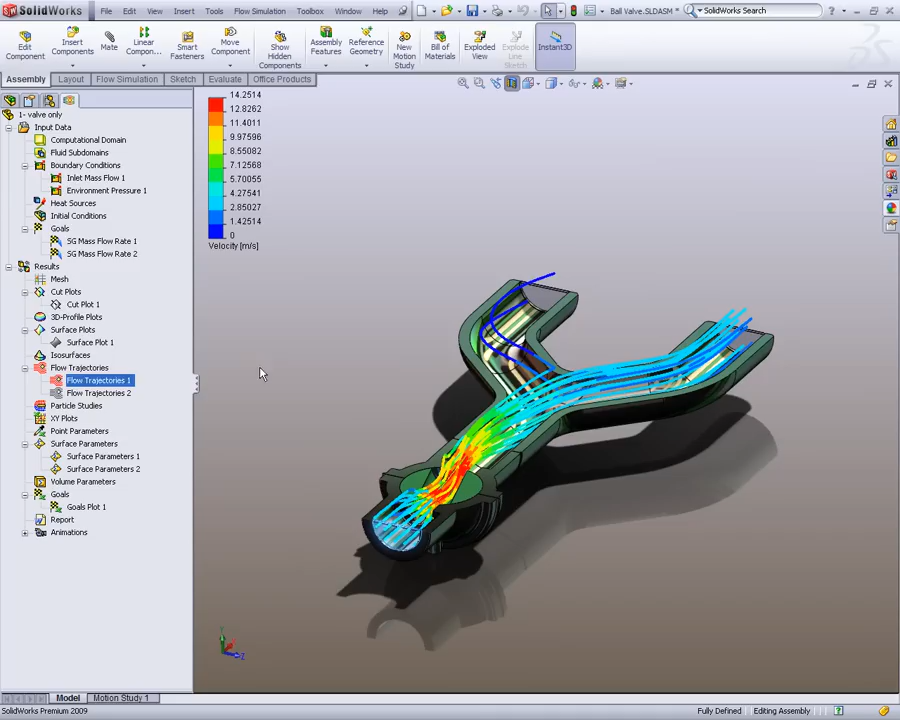 SolidWorks
File
Edit
View
Insert
Tools
Flow Simulation
Toolbox
Window
Help
Ball Valve.SLDASM *
SolidWorks Search
Edit Component
Insert Components
Mate
Linear Compon...
Smart Fasteners
Move Component
Show Hidden Components
Assembly Features
Reference Geometry
New Motion Study
Bill of Materials
Exploded View
Explode Line Sketch
Instant3D
Assembly
Layout
Flow Simulation
Sketch
Evaluate
Office Products
1- valve only
Input Data
Computational Domain
Fluid Subdomains
Boundary Conditions
Inlet Mass Flow 1
Environment Pressure 1
Heat Sources
Initial Conditions
Goals
SG Mass Flow Rate 1
SG Mass Flow Rate 2
Results
Mesh
Cut Plots
Cut Plot 1
3D-Profile Plots
Surface Plots
Surface Plot 1
Isosurfaces
Flow Trajectories
Flow Trajectories 1
Flow Trajectories 2
Particle Studies
XY Plots
Point Parameters
Surface Parameters
Surface Parameters 1
Surface Parameters 2
Volume Parameters
Goals
Goals Plot 1
Report
Animations
14.2514
12.8262
11.4011
9.97596
8.55082
7.12568
5.70055
4.27541
2.85027
1.42514
0
Velocity [m/s]
Z
Model
Motion Study 1
SolidWorks Premium 2009
Fully Defined
Editing Assembly